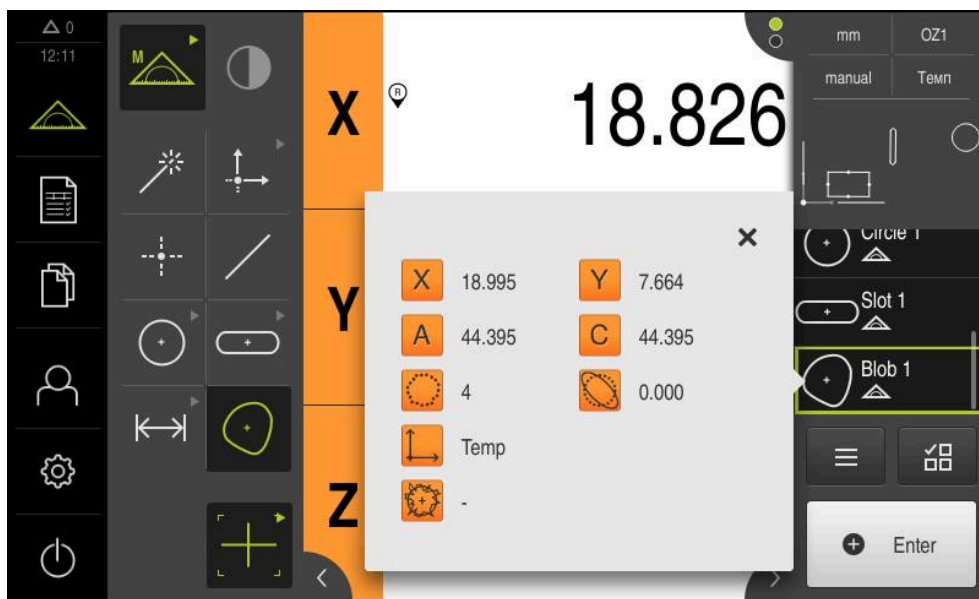 0
12:11
M
X
R
18.826
mm
OZ1
manual
Темп
X 18.995 Y 7.664
A 44.395 C 44.395
4 0.000
Temp
-
Y
Z
Circle 1
Slot 1
Blob 1
Enter